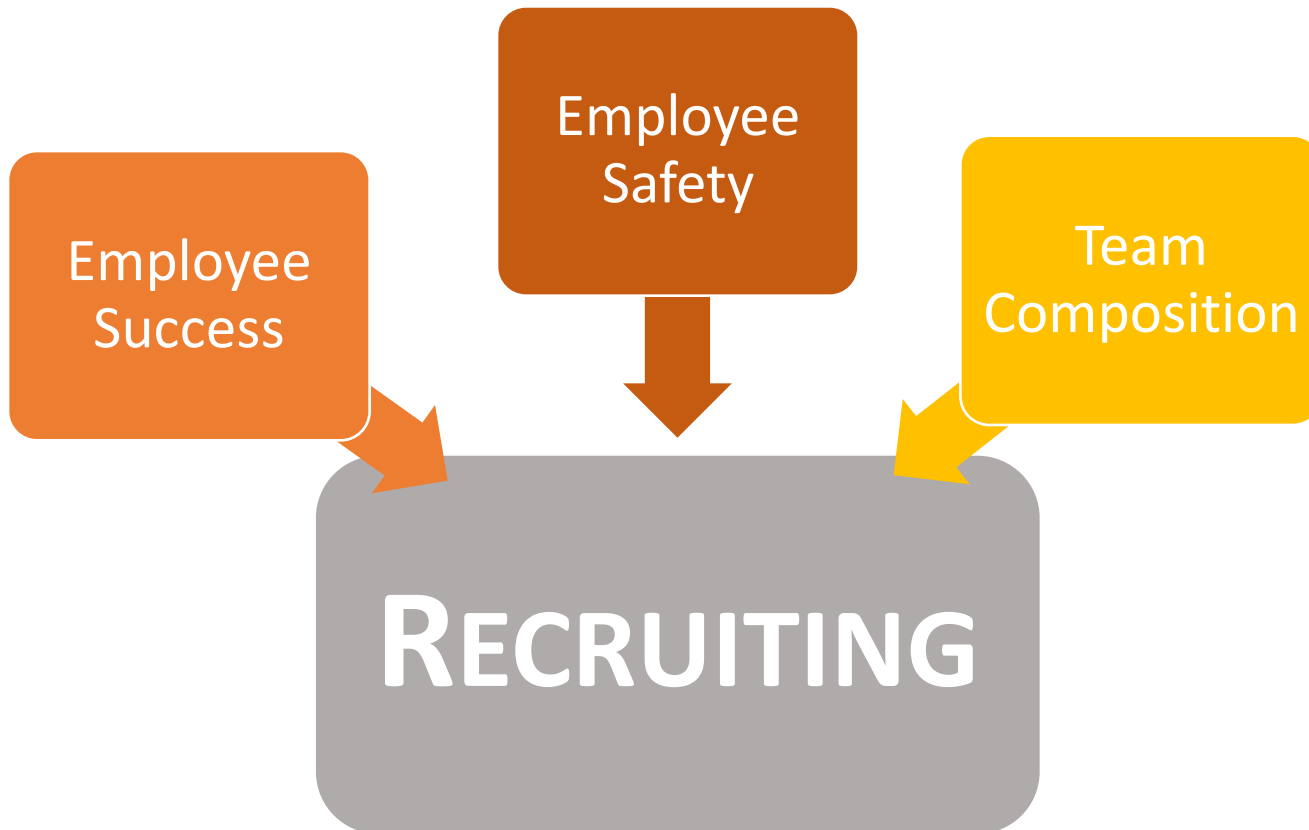 Employee
Safety
Employee
Success
Team
Composition
RECRUITING